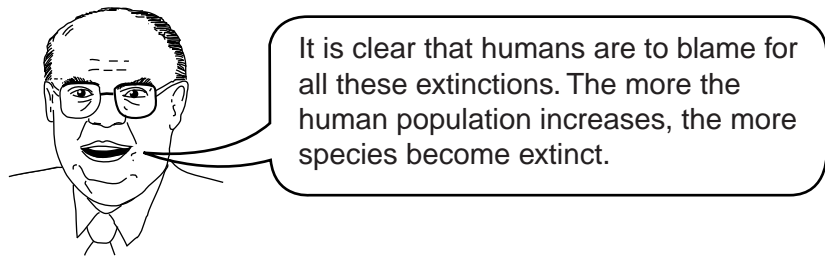 It is clear that humans are to blame for
all these extinctions. The more the
human population increases, the more
species become extinct.